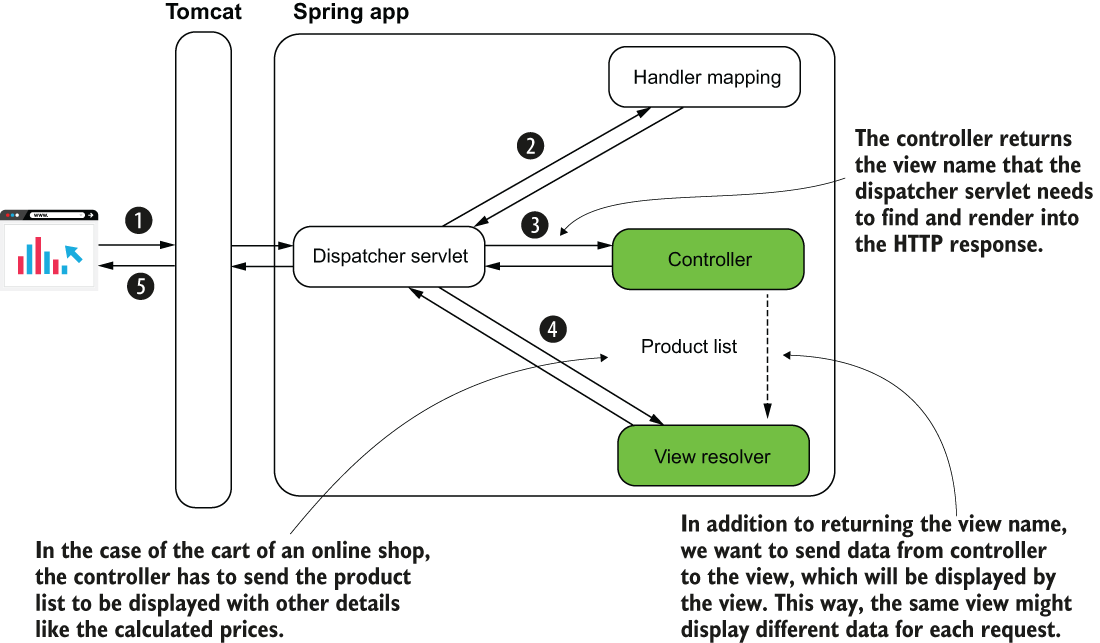 Tomcat
Spring app
Handler mapping
2
The controller returns
the view name that the
dispatcher servlet needs
to find and render into
the HTTP response.
www.
1
3
Dispatcher servlet
Controller
5
4
Product list
View resolver
In the case of the cart of an online shop,
the controller has to send the product
list to be displayed with other details
like the calculated prices.
In addition to returning the view name,
we want to send data from controller
to the view, which will be displayed by
the view. This way, the same view might
display different data for each request.